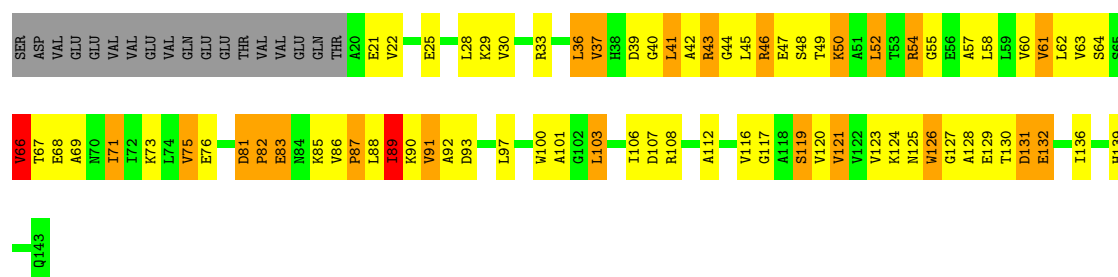 SER ASP VAL GLU GLU VAL VAL GLU VAL GLN GLU GLU THR VAL VAL GLU GLN THR A20 E21 V22 E25 L28 K29 V30 R33 L36 V37 H38 D39 G40 L41 A42 R43 G44 L45 R46 E47 S48 T49 K50 A51 L52 T53 R54 G55 E56 A57 L58 L59 V60 V61 L62 V63 S64 S65
V66 T67 E68 A69 N70 I71 I72 K73 L74 V75 E76 D81 P82 E83 N84 K85 V86 P87 L88 I89 K90 V91 A92 D93 L97 W100 A101 G102 L103 I106 D107 R108 A112 V116 G117 A118 S119 V120 V121 V122 V123 K124 N125 W126 G127 A128 E129 T130 D131 E132 I136 H139
Q143